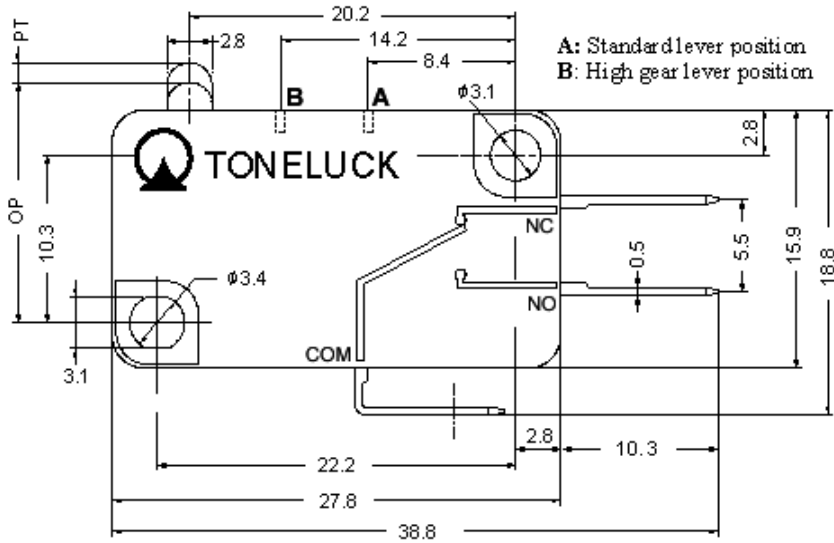 20.2
PT
2.8
14.2
8.4
A: Standard lever position
B: High gear lever position
B
A
ϕ3.1
2.8
TONELUCK
OP
10.3
NC
5.5
15.9
18.8
0.5
ϕ3.4
NO
COM
3.1
2.8
10.3
22.2
27.8
38.8